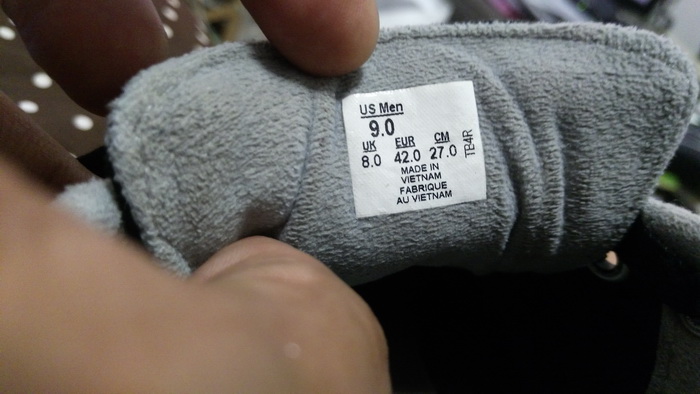 US Men
9.0
UK EUR CM
8.0 42.0 27.0
MADE IN
VIETNAM
FABRIQUE
AU VIETNAM
TB4R